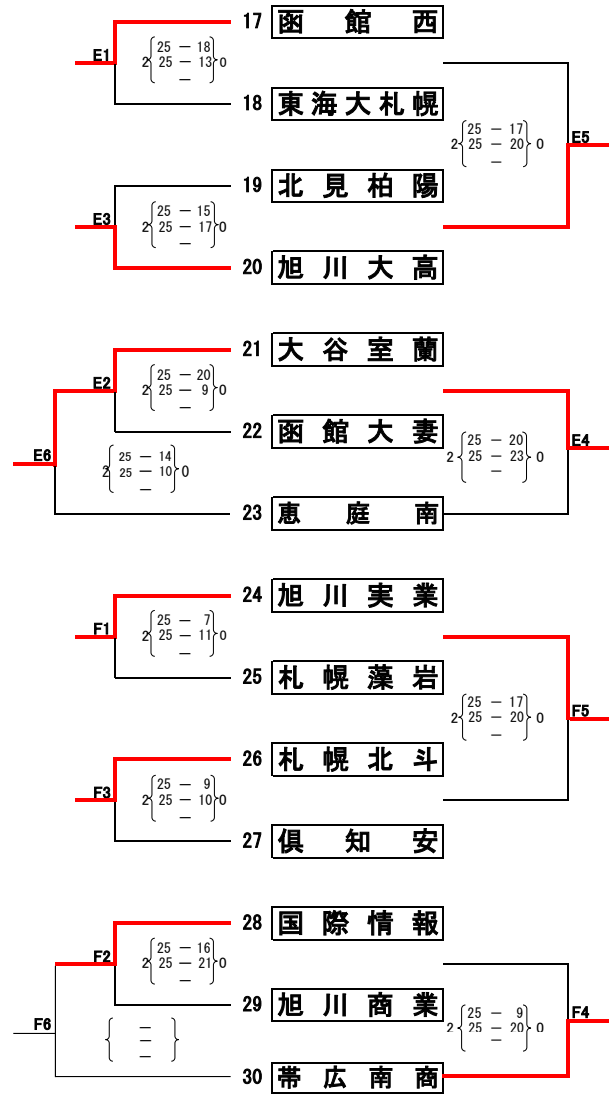 17 函館西
E1
2 25 － 18 0
25 － 13
－
18 東海大札幌
2 25 － 17 0
25 － 20
－
E5
19 北見柏陽
E3
2 25 － 15 0
25 － 17
－
20 旭川大高
21 大谷室蘭
E2
2 25 － 20 0
25 － 9
－
22 函館大妻
2 25 － 20 0
25 － 23
－
E4
E6
2 25 － 14 0
25 － 10
－
23 恵庭南
24 旭川実業
F1
2 25 － 7 0
25 － 11
－
25 札幌藻岩
2 25 － 17 0
25 － 20
－
F5
26 札幌北斗
F3
2 25 － 9 0
25 － 10
－
27 倶知安
28 国際情報
F2
2 25 － 16 0
25 － 21
－
29 旭川商業
2 25 － 9 0
25 － 20
－
F4
F6
－
－
－
30 帯広南商